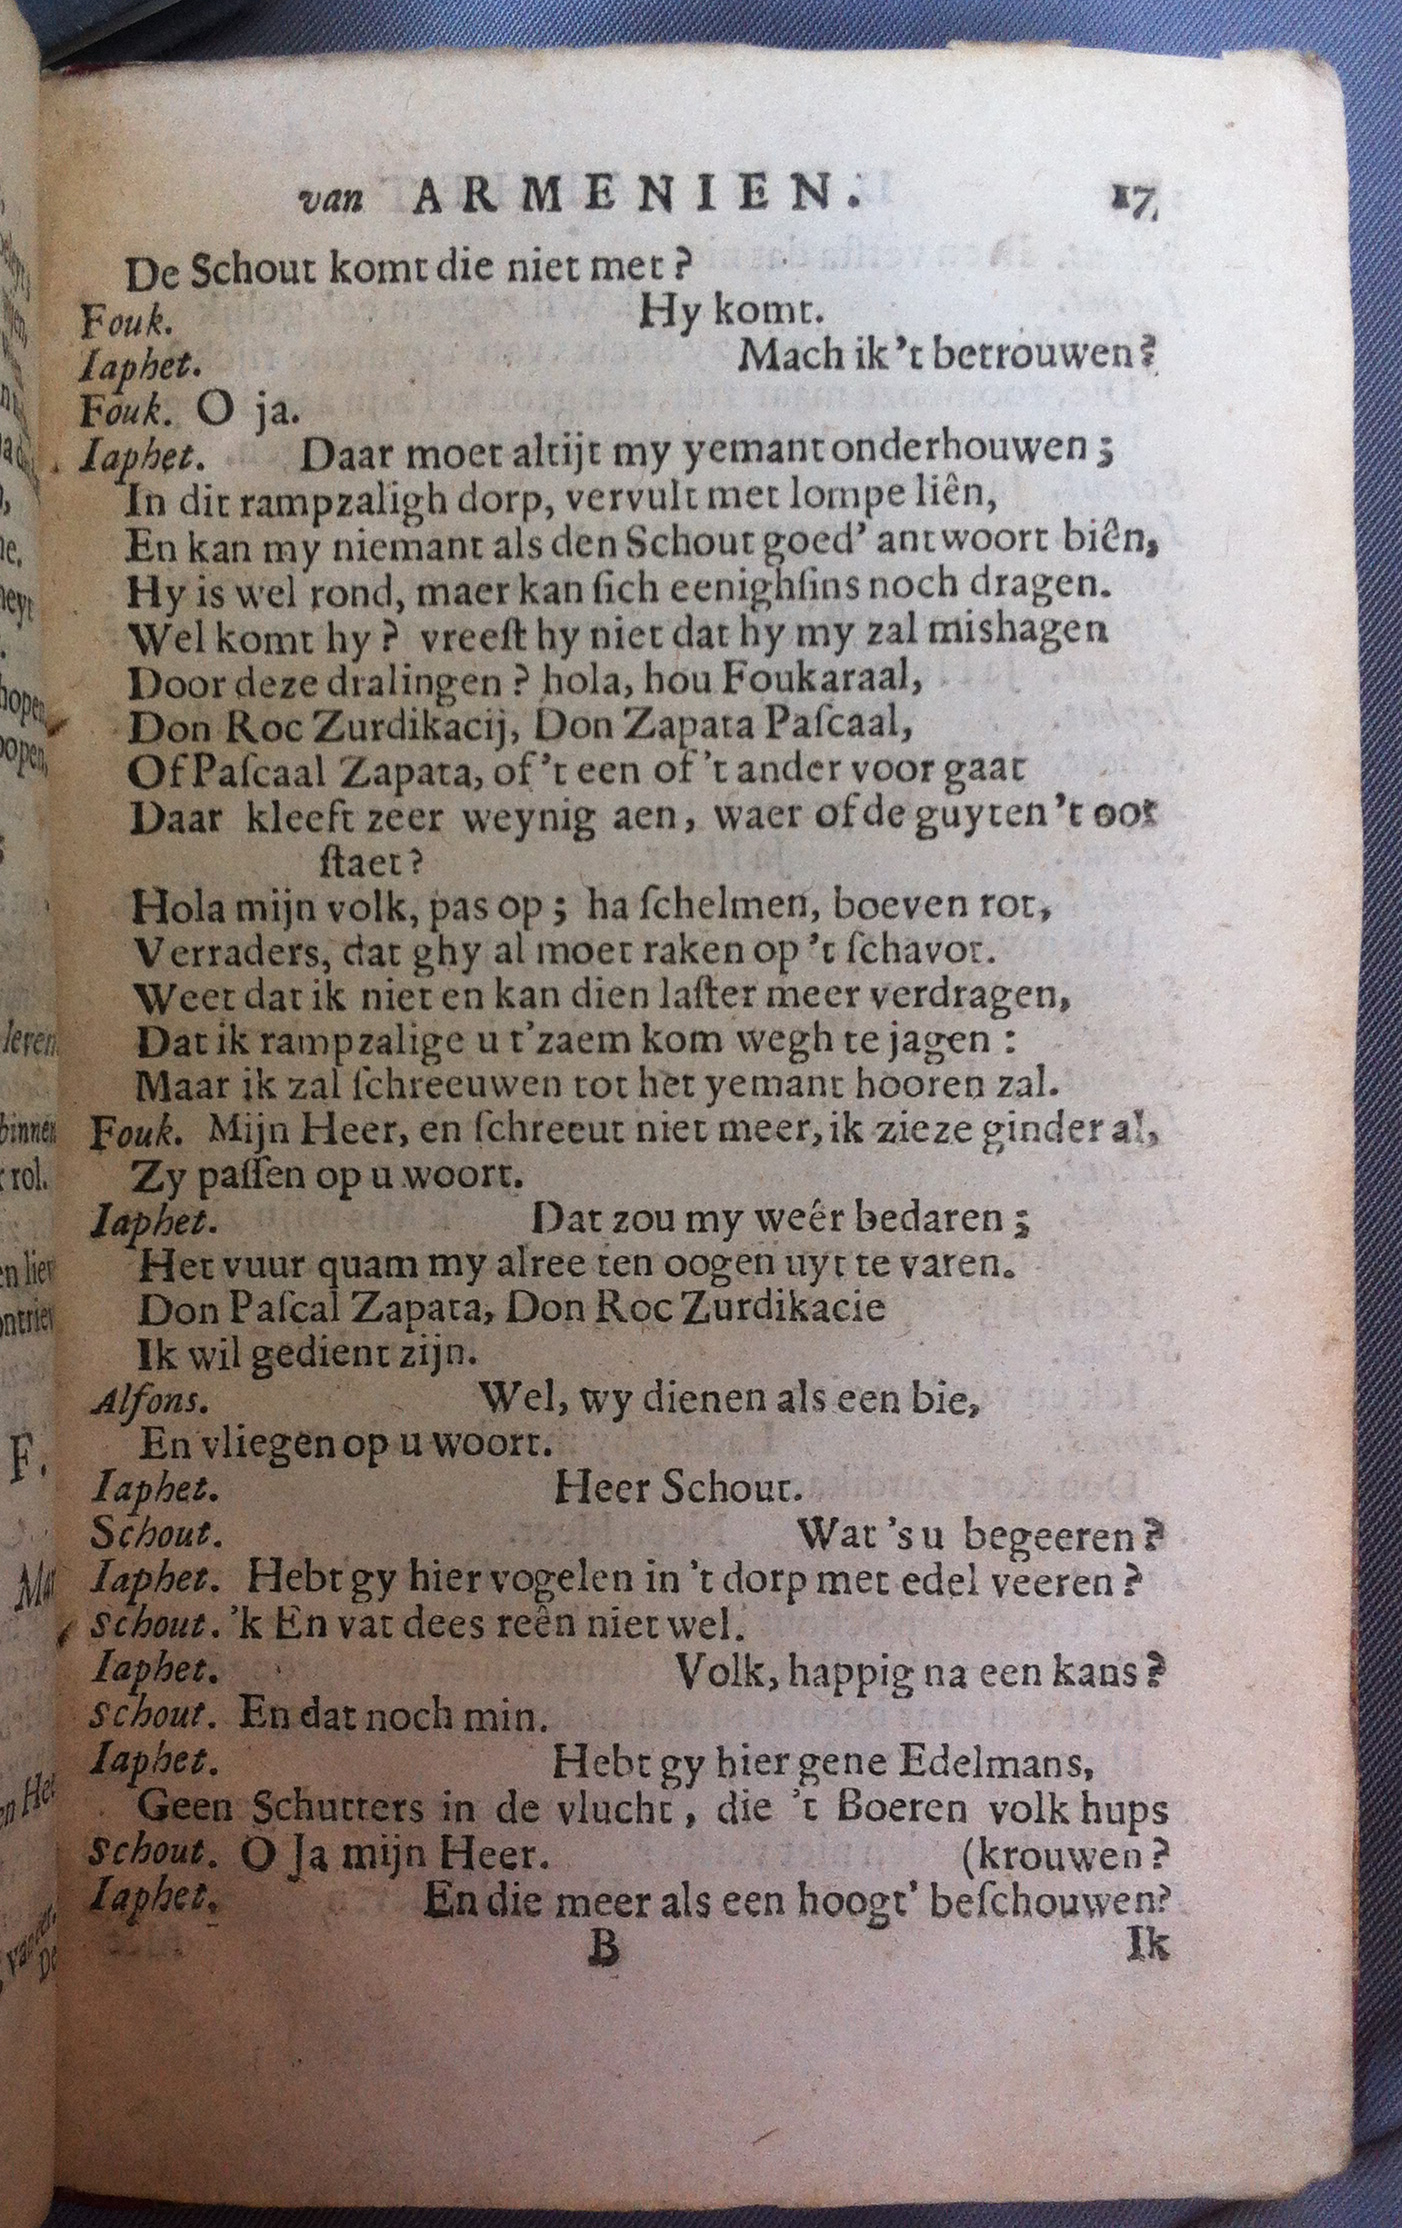 van ARMENIEN. 17
De Schout komt die niet met?
Fouk. Hy komt.
Iaphet. Mach ik 't betrouwen?
Fouk. O ja.
Iaphet. Daar moet altijt my yemant onderhouwen;
In dit rampzaligh dorp, vervult met lompe liên,
En kan my niemant als den Schout goed' antwoort biên,
Hy is wel rond, maer kan ſich eenighſins noch dragen.
Wel komt hy? vreeſt hy niet dat hy my zal mishagen
Door deze dralingen? hola, hou Foukaraal,
Don Roc Zurdikacij, Don Zapata Paſcaal,
Of Paſcaal Zapata, of 't een of 't ander voor gaat
Daar kleeft zeer weynig aen, waer of de guyten 't oor
ſtaet?
Hola mijn volk, pas op; ha ſchelmen, boeven rot,
Verraders, dat ghy al moet raken op 't ſchavot.
Weet dat ik niet en kan dien laſter meer verdragen,
Dat ik rampzalige u t'zaem kom wegh te jagen:
Maar ik zal ſchreeuwen tot het yemant hooren zal.
Fouk. Mijn Heer, en ſchreeut niet meer, ik zieze ginder al,
Zy paſſen op u woort.
Iaphet. Dat zou my weêr bedaren;
Het vuur quam my alree ten oogen uyt te varen.
Don Paſcal Zapata, Don Roc Zurdikacie
Ik wil gedient zijn.
Alfons. Wel, wy dienen als een bie,
En vliegen op u woort.
Iaphet. Heer Schout.
Schout. Wat 's u begeeren?
Iaphet. Hebt gy hier vogelen in 't dorp met edel veeren?
Schout. 'k En vat dees reên niet wel.
Iaphet. Volk, happig na een kans?
Schout. En dat noch min.
Iaphet. Hebt gy hier gene Edelmans,
Geen Schutters in de vlucht, die 't Boeren volk hups
Schout. O Ja mijn Heer. (krouwen?
Iaphet. En die meer als een hoogt' beſchouwen?
B Ik